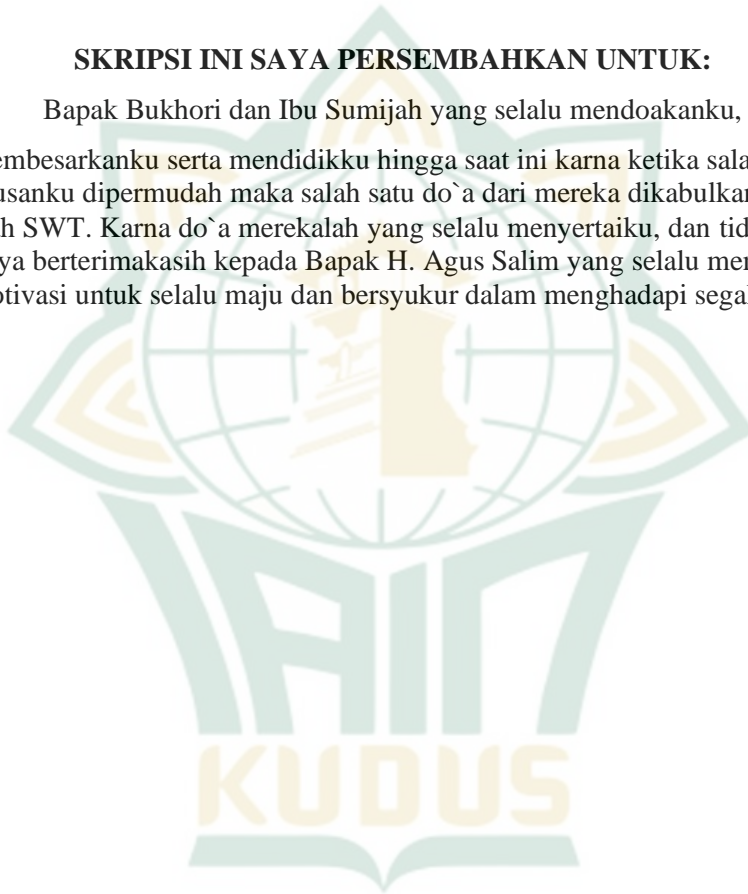 SKRIPSI INI SAYA PERSEMBAHKAN UNTUK:
Bapak Bukhori dan Ibu Sumijah yang selalu mendoakanku,
embesarkanku serta mendidikku hingga saat ini karna ketika sala
usanku dipermudah maka salah satu do`a dari mereka dikabulkan
h SWT. Karna do`a merekalah yang selalu menyertaiku, dan tid
ya berterimakasih kepada Bapak H. Agus Salim yang selalu mer
otivasi untuk selalu maju dan bersyukur dalam menghadapi segal
IAIN
KUDUS